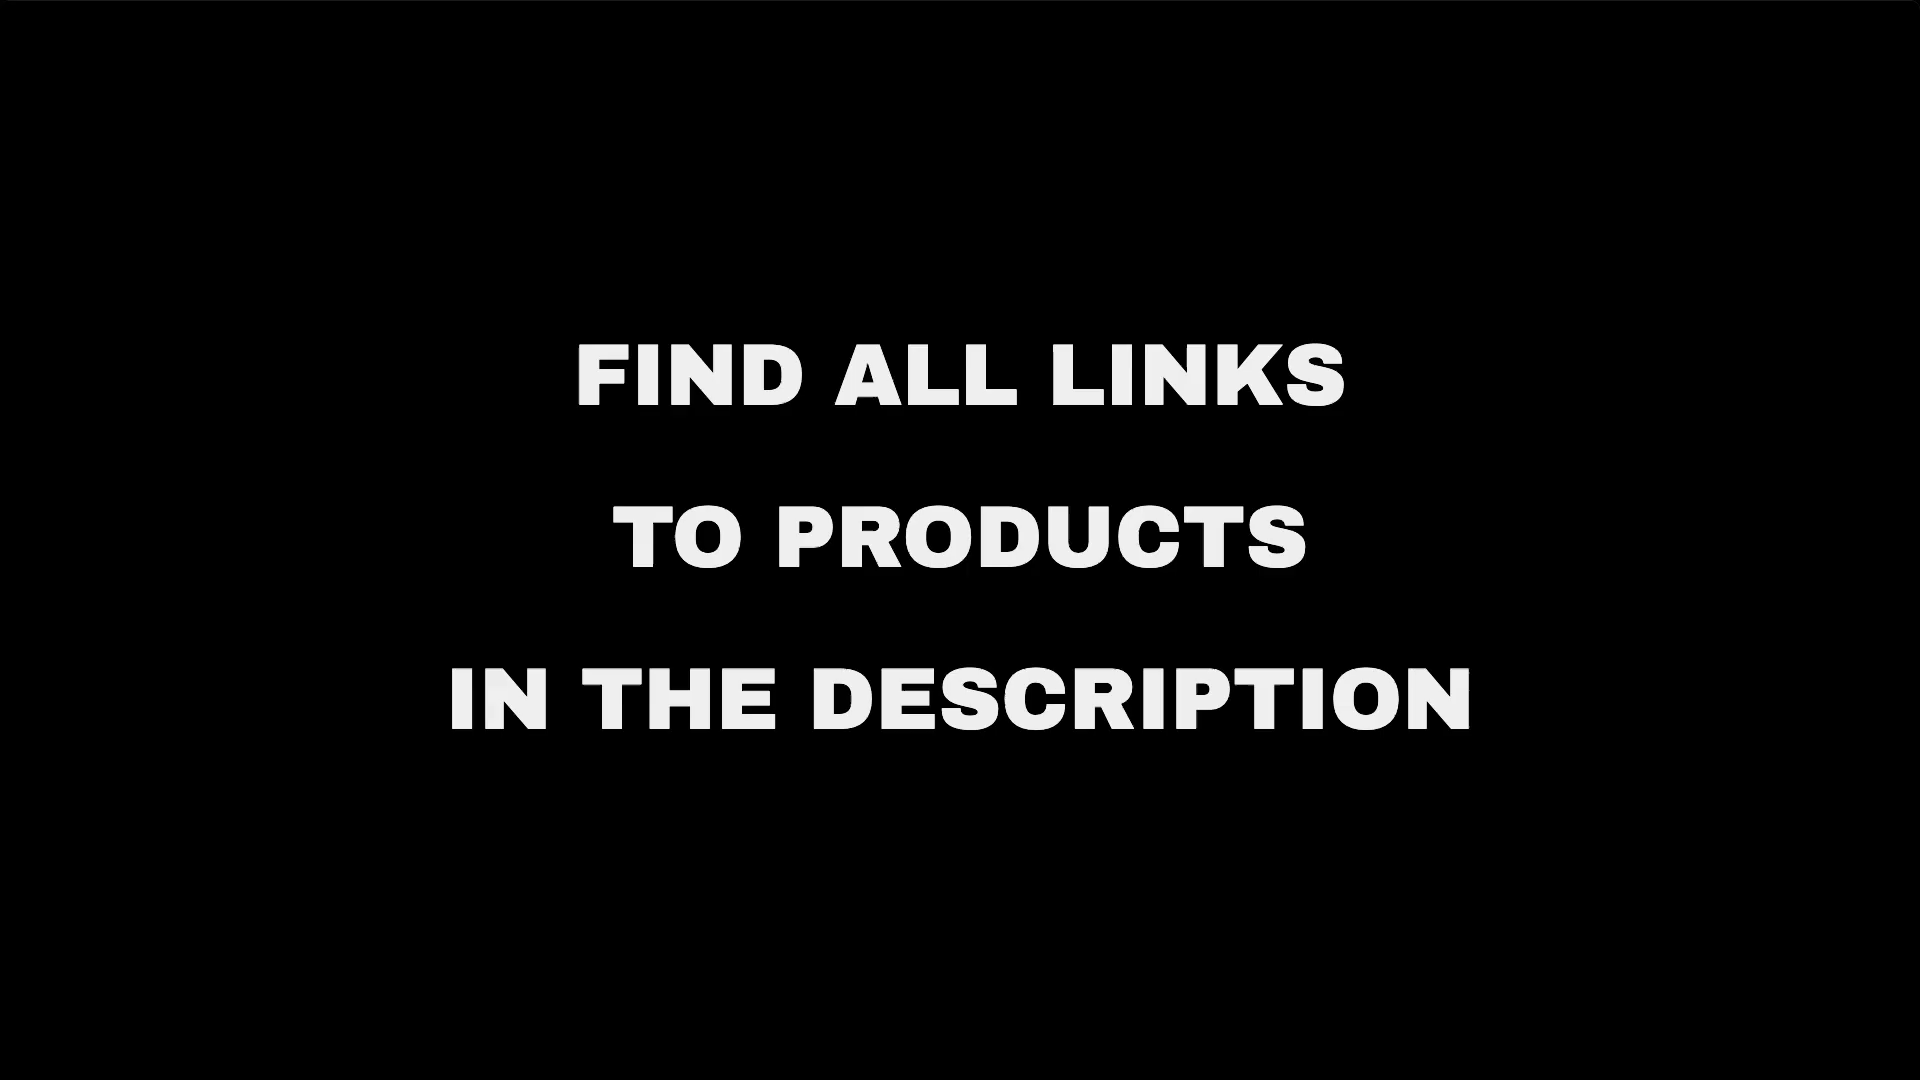 FIND ALL LINKS
TO PRODUCTS
IN THE DESCRIPTION